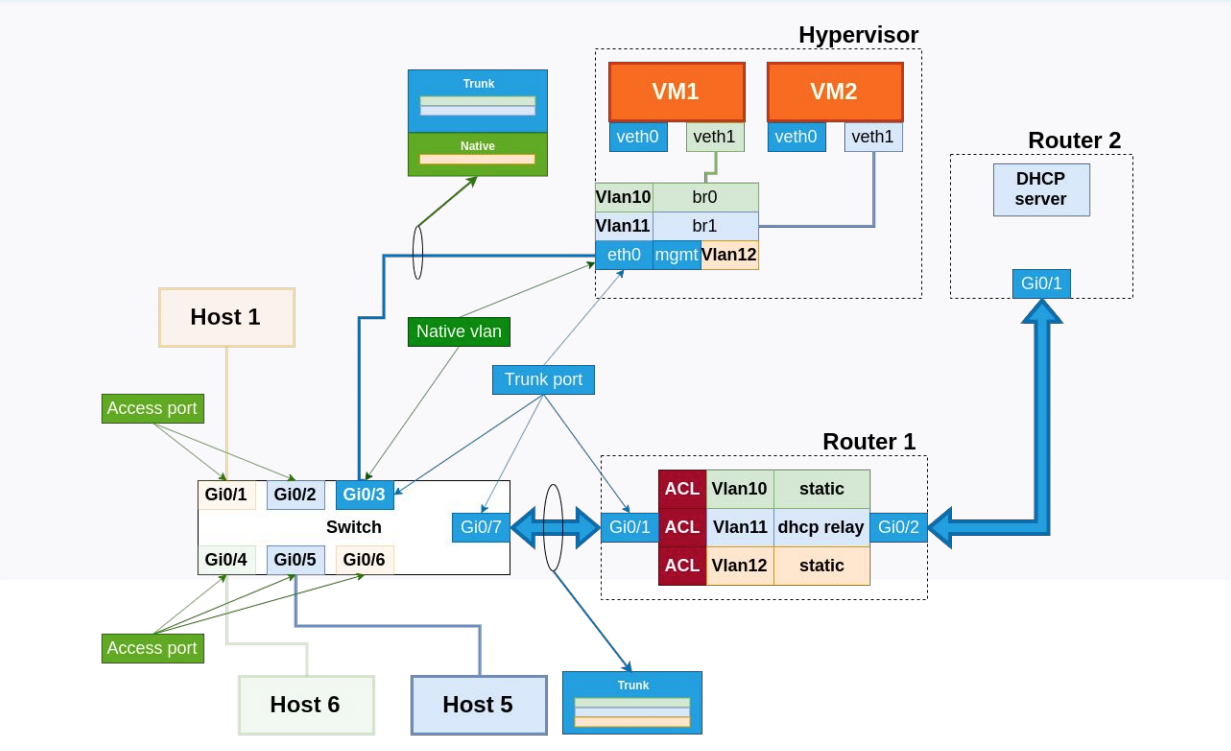 Hypervisor
Trunk
Native
VM1
VM2
veth0
veth1
veth0
veth1
Router 2
DHCP
server
Vlan10
br0
Vlan11
br1
eth0
mgmt
Vlan12
Gi0/1
Host 1
Native vlan
Trunk port
Access port
Router 1
Gi0/1
Gi0/2
Gi0/3
Switch
Gi0/7
Gi0/1
ACL
Vlan10
static
ACL
Vlan11
dhcp relay
Gi0/2
ACL
Vlan12
static
Gi0/4
Gi0/5
Gi0/6
Access port
Host 6
Host 5
Trunk